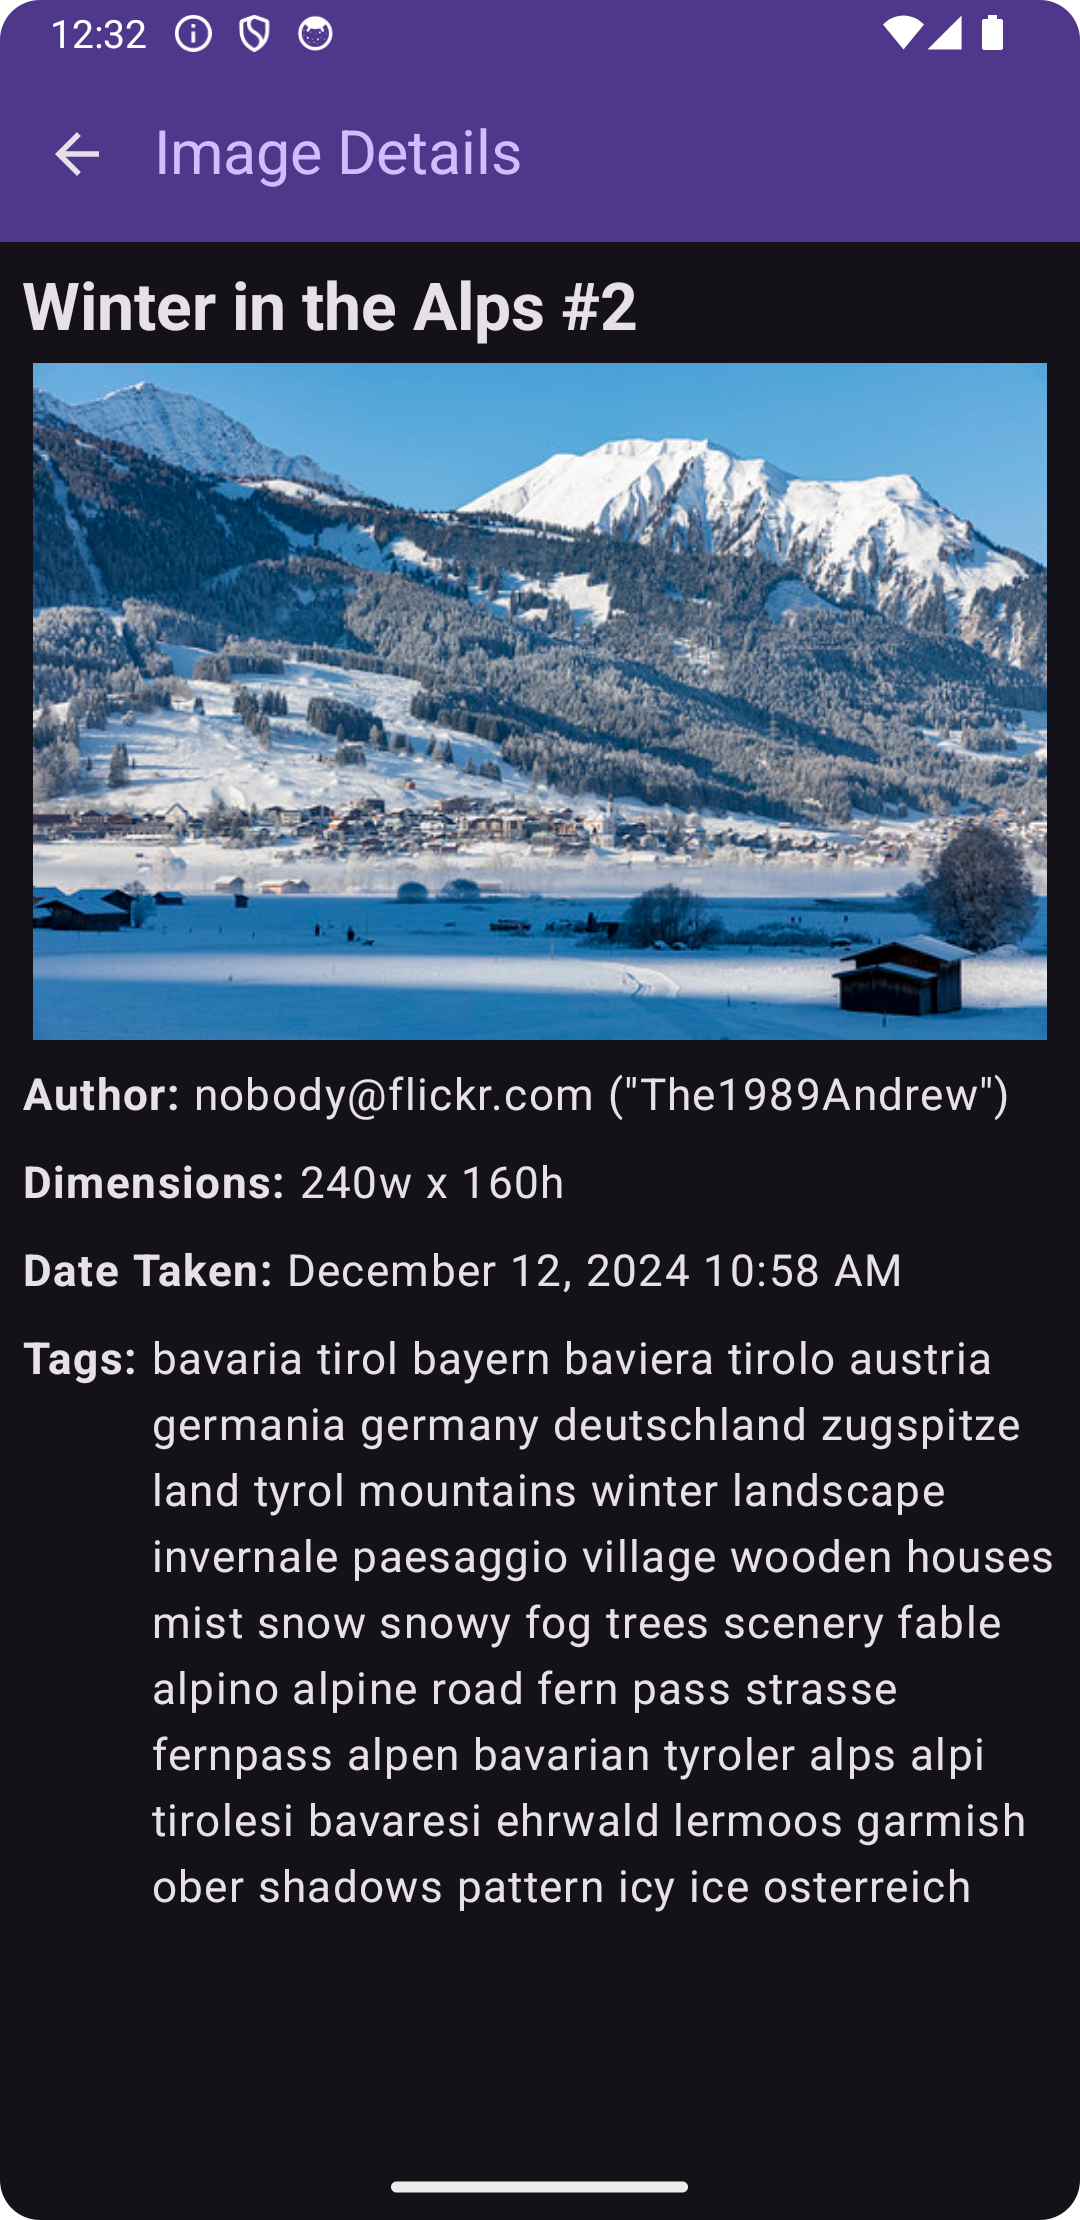 12:32
Image Details
Winter in the Alps #2
Author: nobody@flickr.com ("The1989Andrew")
Dimensions: 240w x 160h
Date Taken: December 12, 2024 10:58 AM
Tags: bavaria tirol bayern baviera tirolo austria
germania germany deutschland zugspitze
land tyrol mountains winter landscape
invernale paesaggio village wooden houses
mist snow snowy fog trees scenery fable
alpino alpine road fern pass strasse
fernpass alpen bavarian tyroler alps alpi
tirolesi bavaresi ehrwald lermoos garmish
ober shadows pattern icy ice osterreich